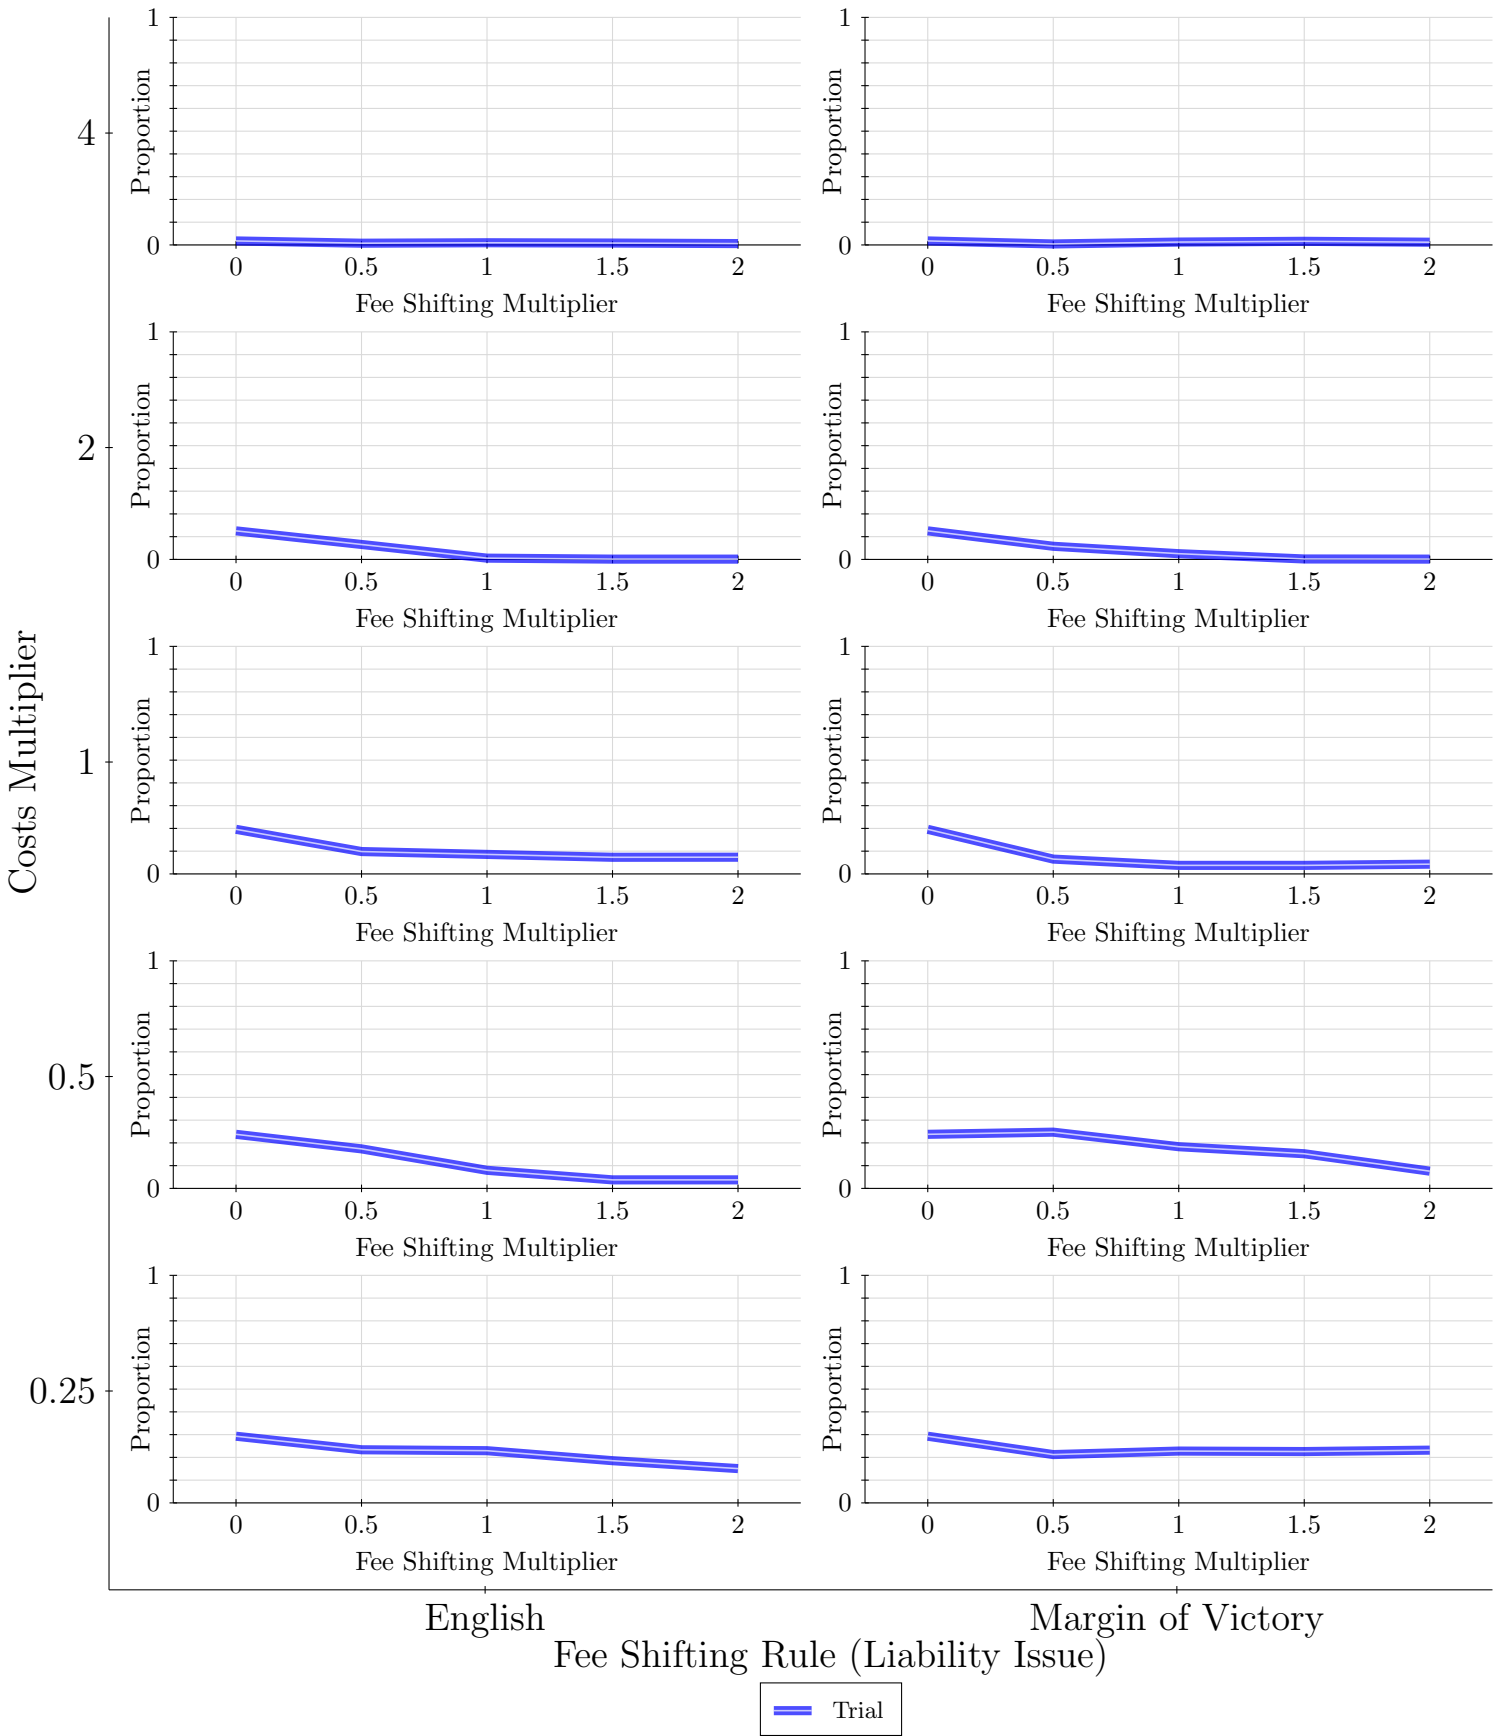 1
Proportion
0
0 0.5 1 1.5 2
Fee Shifting Multiplier
1
Proportion
0
0 0.5 1 1.5 2
Fee Shifting Multiplier
4
1
Proportion
0
0 0.5 1 1.5 2
Fee Shifting Multiplier
1
Proportion
0
0 0.5 1 1.5 2
Fee Shifting Multiplier
2
1
Proportion
0
0 0.5 1 1.5 2
Fee Shifting Multiplier
1
Proportion
0
0 0.5 1 1.5 2
Fee Shifting Multiplier
1
Costs Multiplier
1
Proportion
0
0 0.5 1 1.5 2
Fee Shifting Multiplier
1
Proportion
0
0 0.5 1 1.5 2
Fee Shifting Multiplier
0.5
1
Proportion
0
0 0.5 1 1.5 2
Fee Shifting Multiplier
1
Proportion
0
0 0.5 1 1.5 2
Fee Shifting Multiplier
0.25
English
Margin of Victory
Fee Shifting Rule (Liability Issue)
Trial